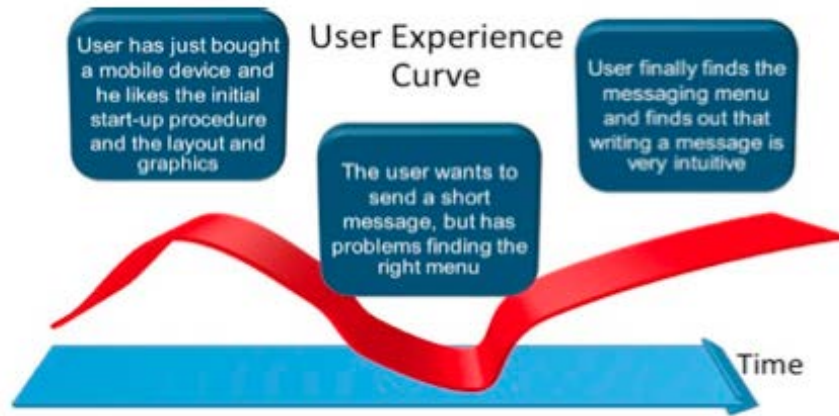 User has just bought
a mobile device and
he likes the initial
start-up procedure
and the layout and
graphics
User Experience
Curve
The user wants to
send a short
message, but has
problems finding the
right menu
User finally finds the
messaging menu
and finds out that
writing a message is
very intuitive
Time